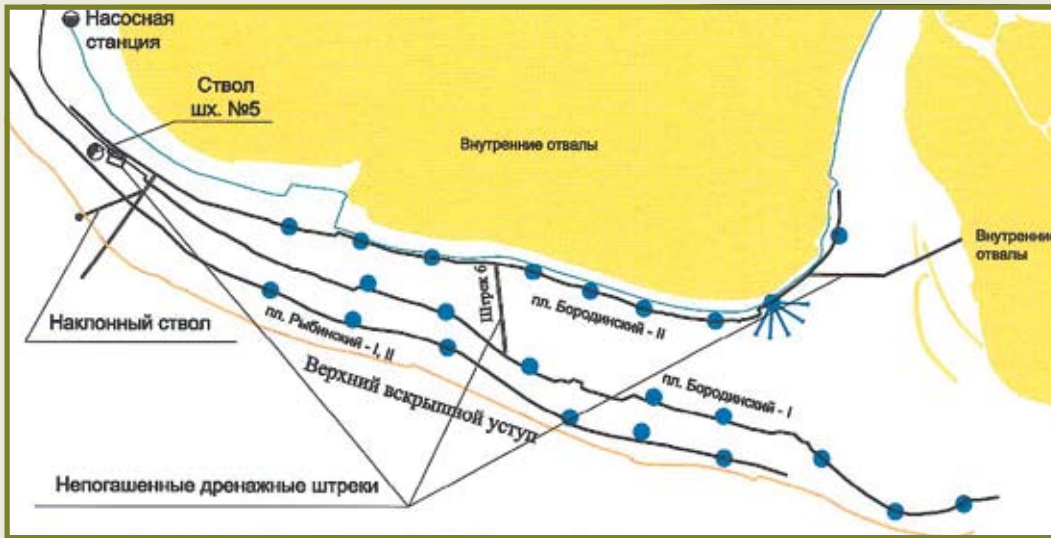 Насосная
станция
Ствол
шх. №5
Внутренние отвалы
Внутренние
отвалы
Штрек 6
пл. Бородинский - II
Наклонный ствол
пл. Рыбинский - I, II
Верхний вскрышной уступ
пл. Бородинский - I
Непогашенные дренажные штреки